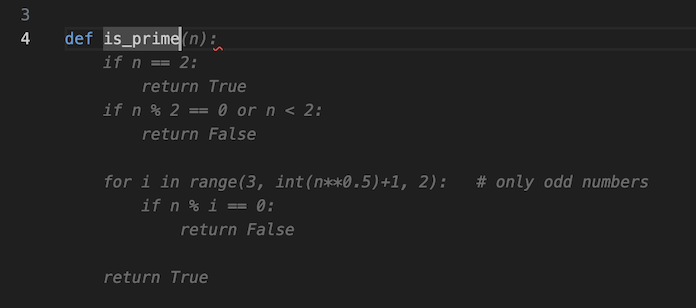 3
4 def is_prime(n):
if n == 2:
return True
if n % 2 == 0 or n < 2:
return False
for i in range(3, int(n**0.5)+1, 2):   # only odd numbers
if n % i == 0:
return False
return True